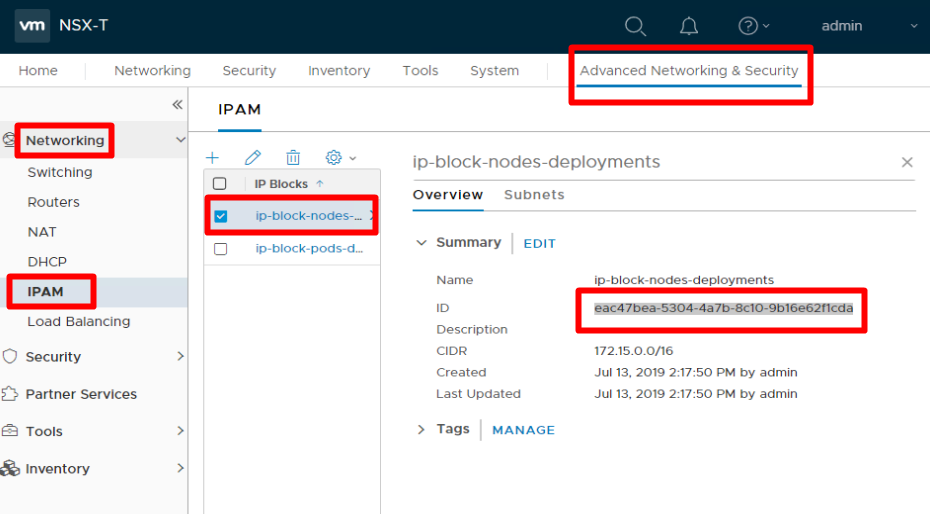 vm NSX-T admin
Home Networking Security Inventory Tools System Advanced Networking & Security
Networking
Switching
Routers
NAT
DHCP
IPAM
Load Balancing
Security
Partner Services
Tools
Inventory
IPAM
IP Blocks
ip-block-nodes-...
ip-block-pods-d...
ip-block-nodes-deployments
Overview Subnets
Summary EDIT
Name ip-block-nodes-deployments
ID eac47bea-5304-4a7b-8c10-9b16e62f1cda
Description
CIDR 172.15.0.0/16
Created Jul 13, 2019 2:17:50 PM by admin
Last Updated Jul 13, 2019 2:17:50 PM by admin
Tags MANAGE